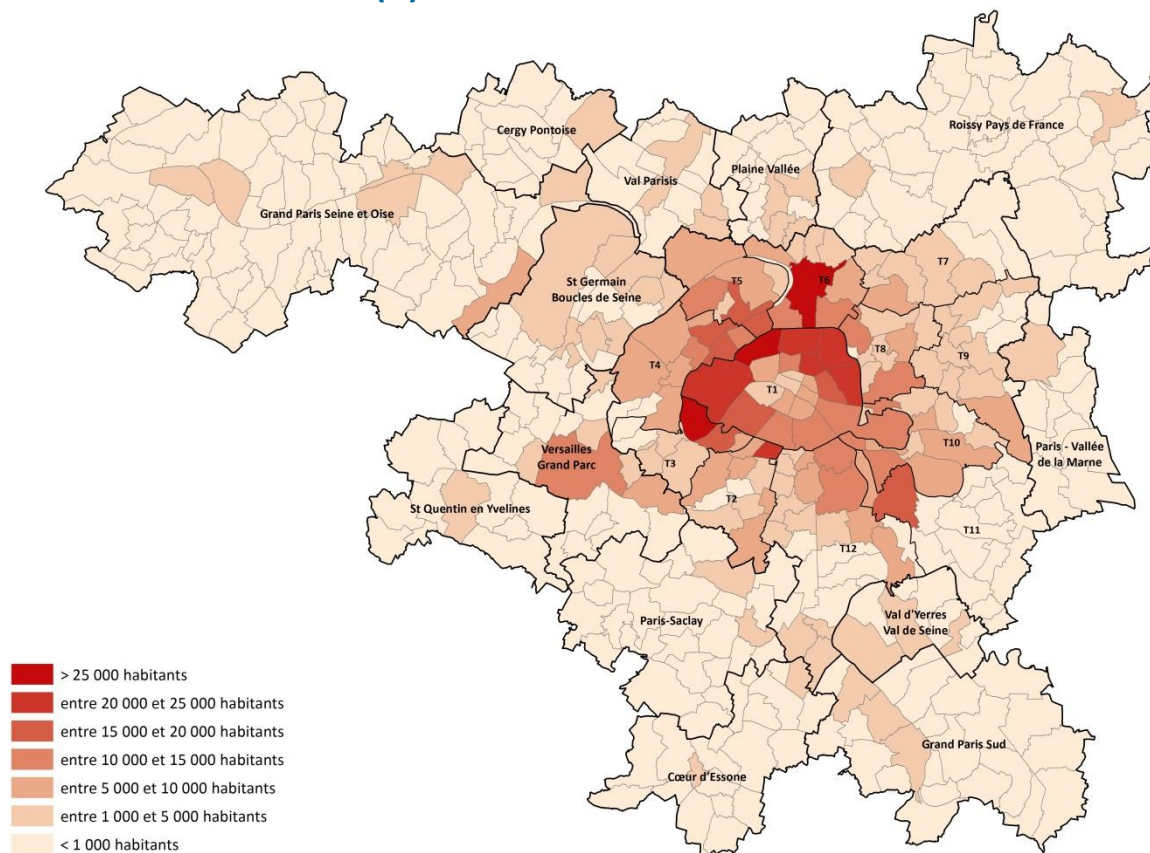 Cergy Pontoise
Roissy Pays de France
Val Parisis
Plaine Vallée
Grand Paris Seine et Oise
St Germain
Boucles de Seine
T5
T6
T7
T4
T8
T9
T1
Versailles
Grand Parc
T3
T10
Paris - Vallée
de la Marne
St Quentin en Yvelines
T2
T11
T12
Paris-Saclay
Val d'Yerres
Val de Seine
Grand Paris Sud
Cœur d'Essone
> 25 000 habitants
entre 20 000 et 25 000 habitants
entre 15 000 et 20 000 habitants
entre 10 000 et 15 000 habitants
entre 5 000 et 10 000 habitants
entre 1 000 et 5 000 habitants
< 1 000 habitants